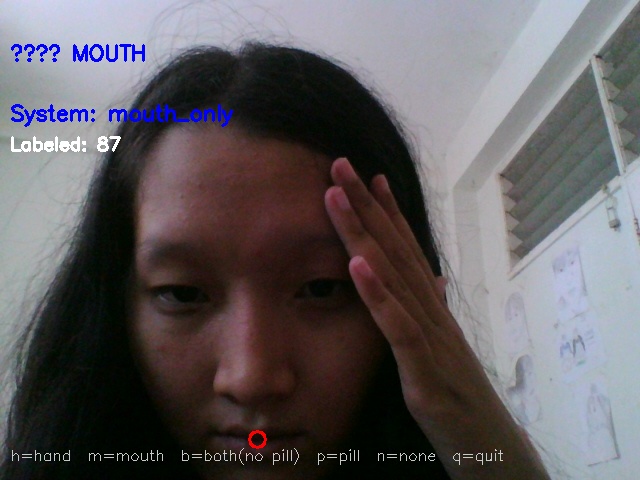 ???? MOUTH
System: mouth_only
Labeled: 87
h=hand m=mouth b=both(no pill) p=pill n=none q=quit